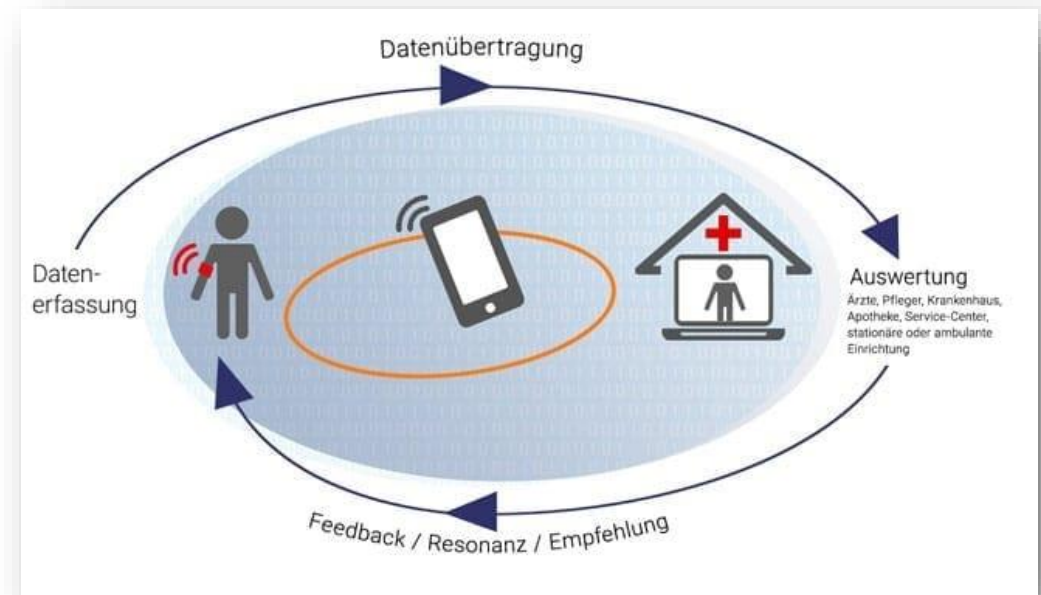 Datenübertragung
Daten-
erfassung
Auswertung
Ärzte, Pfleger, Krankenhaus,
Apotheke, Service-Center,
stationäre oder ambulante
Einrichtung
Feedback / Resonanz / Empfehlung